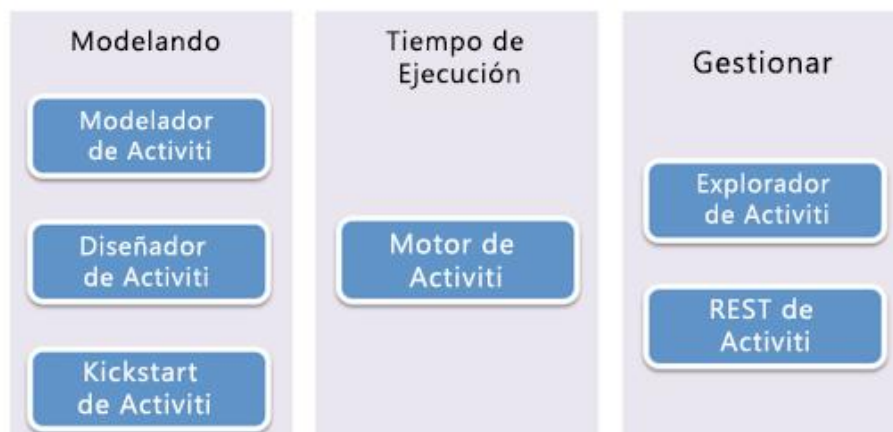 Modelando
Modelador
de Activiti
Diseñador
de Activiti
Kickstart
de Activiti
Tiempo de
Ejecución
Motor de
Activiti
Gestionar
Explorador
de Activiti
REST de
Activiti